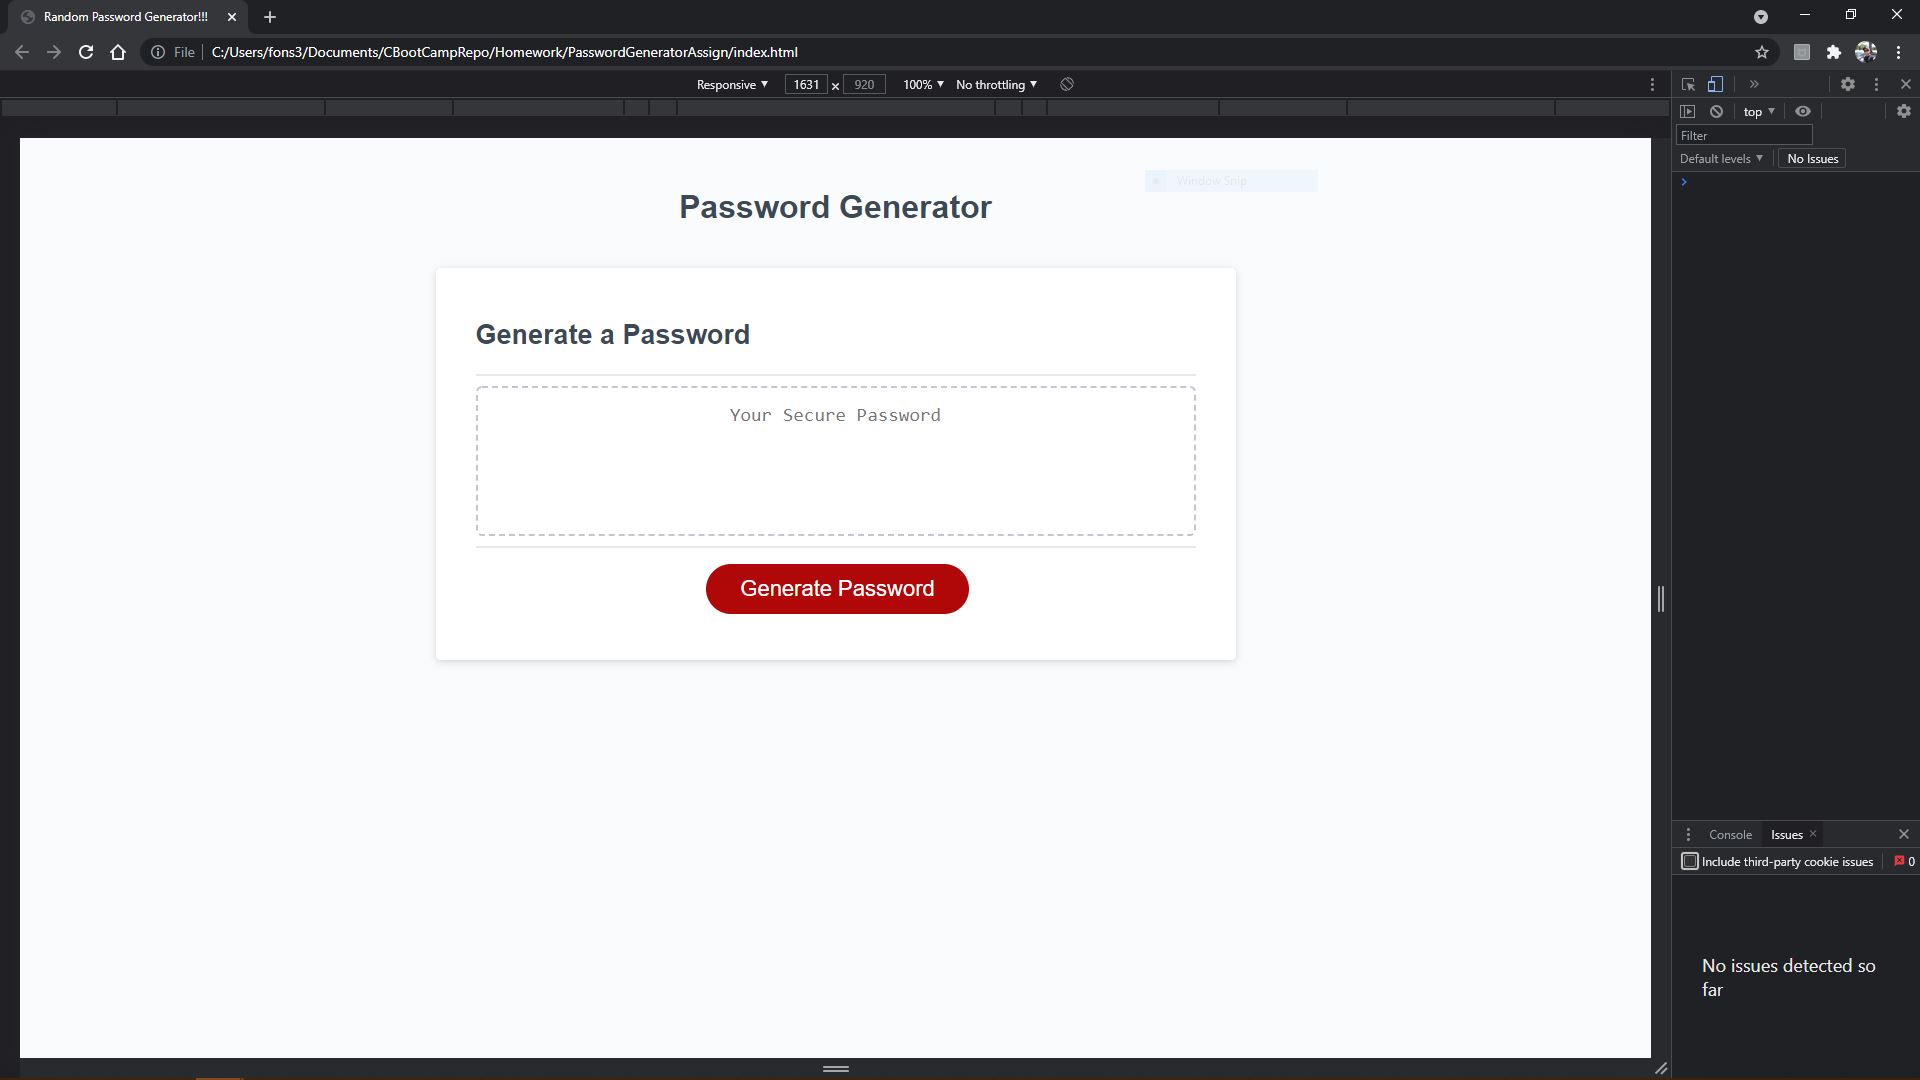 Random Password Generator!!!
File C:/Users/fons3/Documents/CBootCampRepo/Homework/PasswordGeneratorAssign/index.html
Responsive 1631 x 920 100% No throttling
top
Filter
Default levels No Issues
Window Snip
Password Generator
Generate a Password
Your Secure Password
Generate Password
Console Issues
Include third-party cookie issues 0
No issues detected so
far